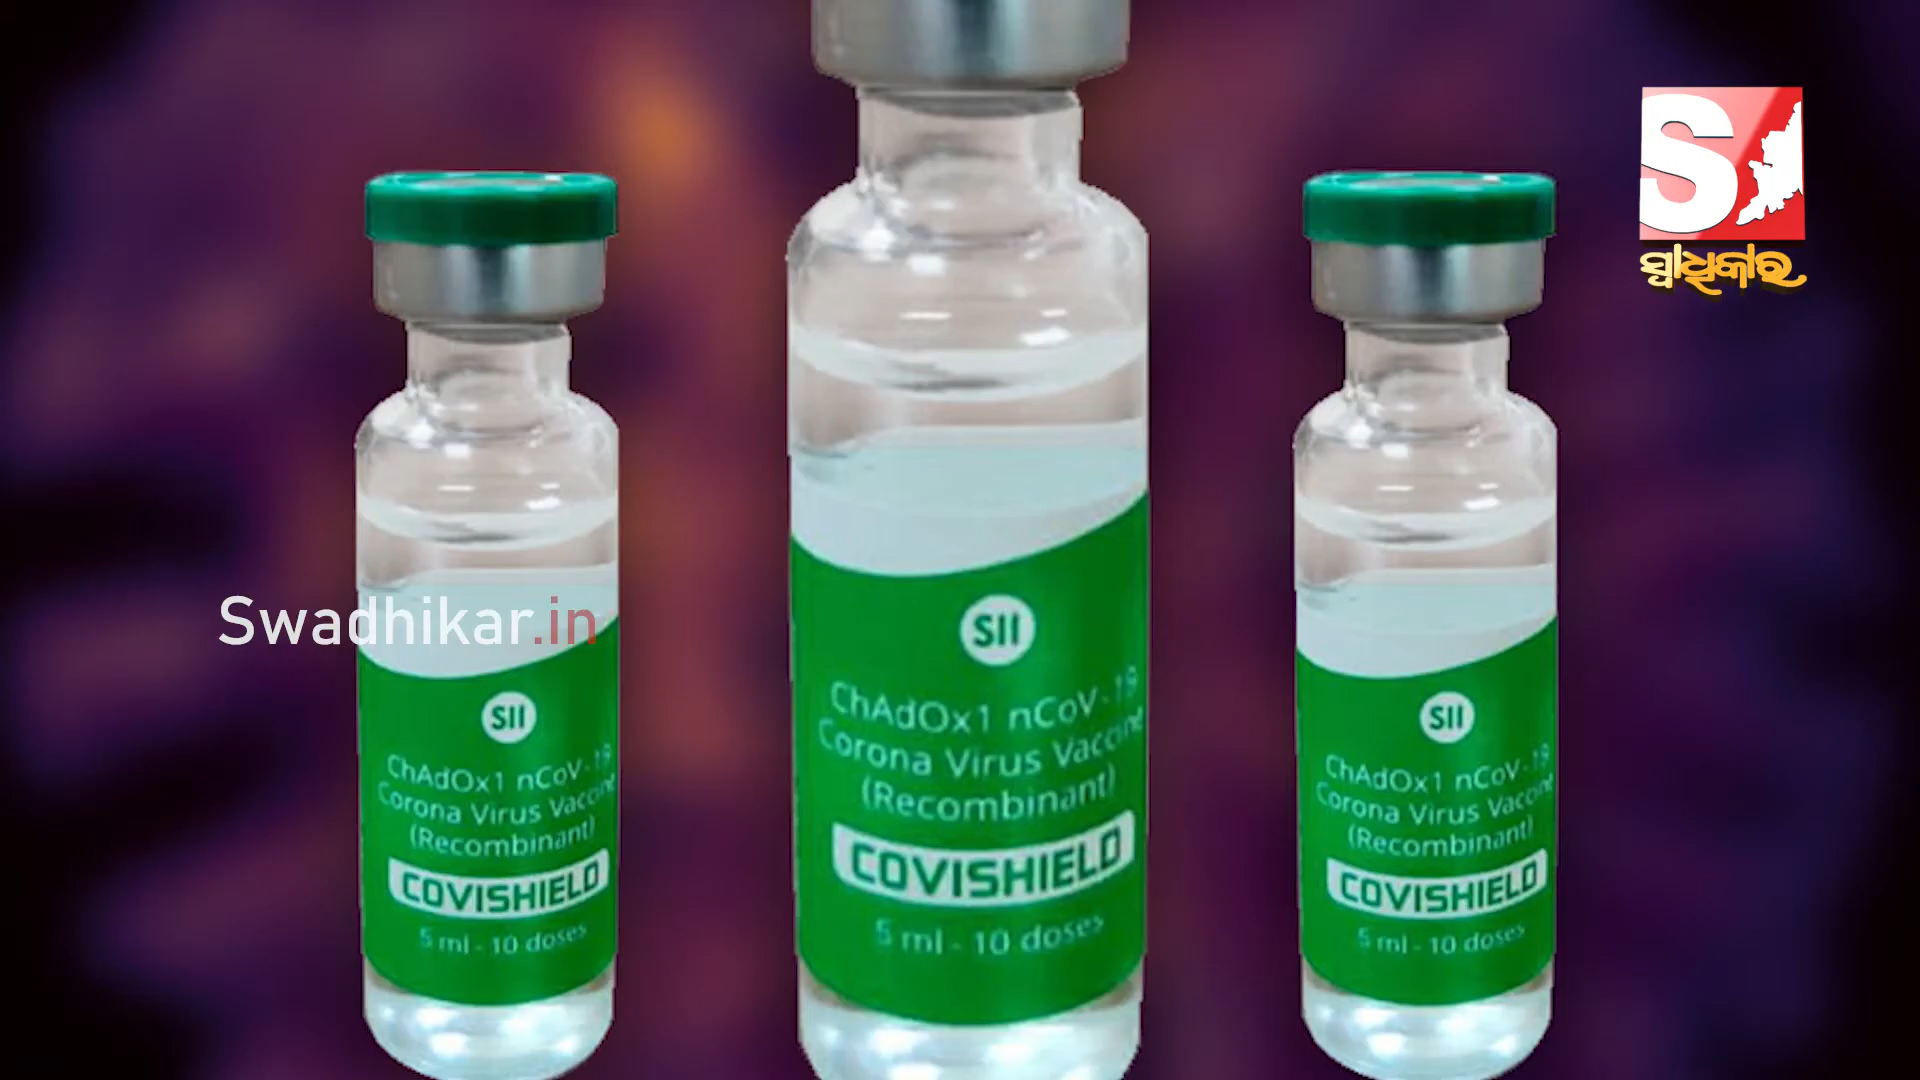 S
ସ୍ୱାଧିକାର
Swadhikar.in
SII
ChAdOx1 nCoV-19
Corona Virus Vaccine
(Recombinant)
COVISHIELD
5 ml - 10 doses
SII
ChAdOx1 nCoV-19
Corona Virus Vaccine
(Recombinant)
COVISHIELD
5 ml - 10 doses
SII
ChAdOx1 nCoV-19
Corona Virus Vaccine
(Recombinant)
COVISHIELD
5 ml - 10 doses